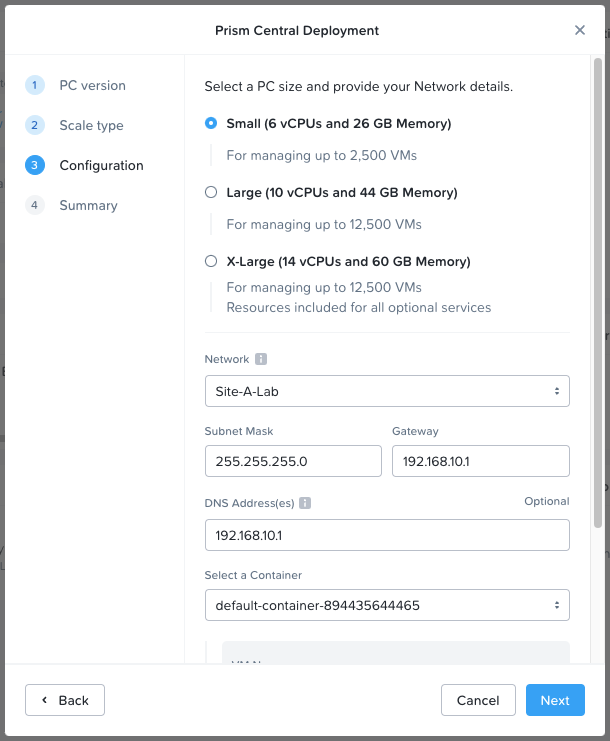 Prism Central Deployment
1 PC version
2 Scale type
3 Configuration
4 Summary
Select a PC size and provide your Network details.
Small (6 vCPUs and 26 GB Memory)
For managing up to 2,500 VMs
Large (10 vCPUs and 44 GB Memory)
For managing up to 12,500 VMs
X-Large (14 vCPUs and 60 GB Memory)
For managing up to 12,500 VMs
Resources included for all optional services
Network
Site-A-Lab
Subnet Mask
Gateway
255.255.255.0
192.168.10.1
DNS Address(es)
Optional
192.168.10.1
Select a Container
default-container-894435644465
Back
Cancel
Next